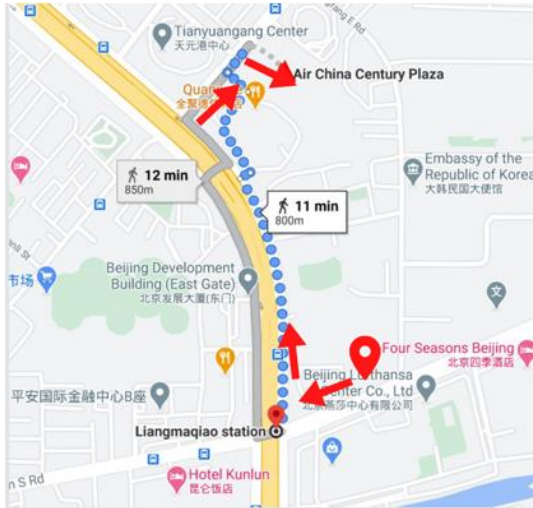 Tianyuangang Center
天元港中心
Air China Century Plaza
全聚德
12 min
850m
11 min
800m
Embassy of the
Republic of Korea
大韩民国大使馆
市场
Beijing Development
Building (East Gate)
北京发展大厦(东门)
文
Four Seasons Beijing
北京四季酒店
Beijing
Center Co., Ltd
北京燕莎中心有限公司
平安国际金融中心B座
Liangmaqiao station
Hotel Kunlun
昆仑饭店
n S Rd